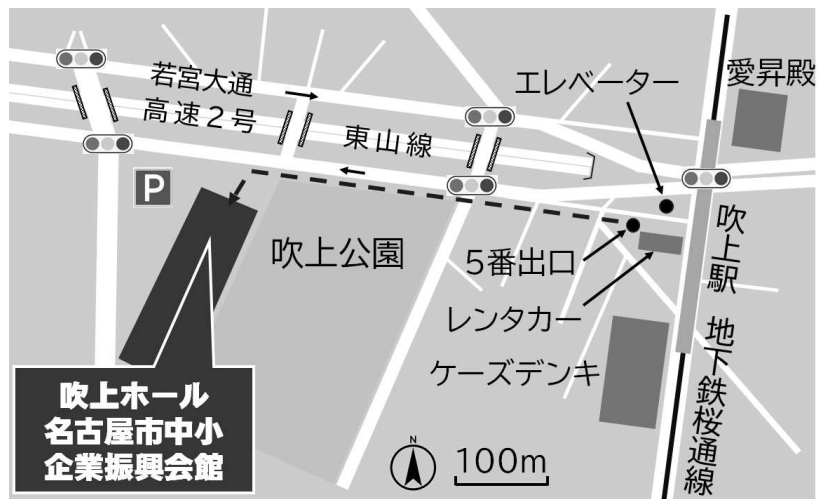 若宮大通
高速2号
東山線
エレベーター
愛昇殿
P
吹上公園
5番出口
レンタカー
ケーズデンキ
吹上駅 地下鉄桜通線
吹上ホール
名古屋市中小
企業振興会館
N
100m